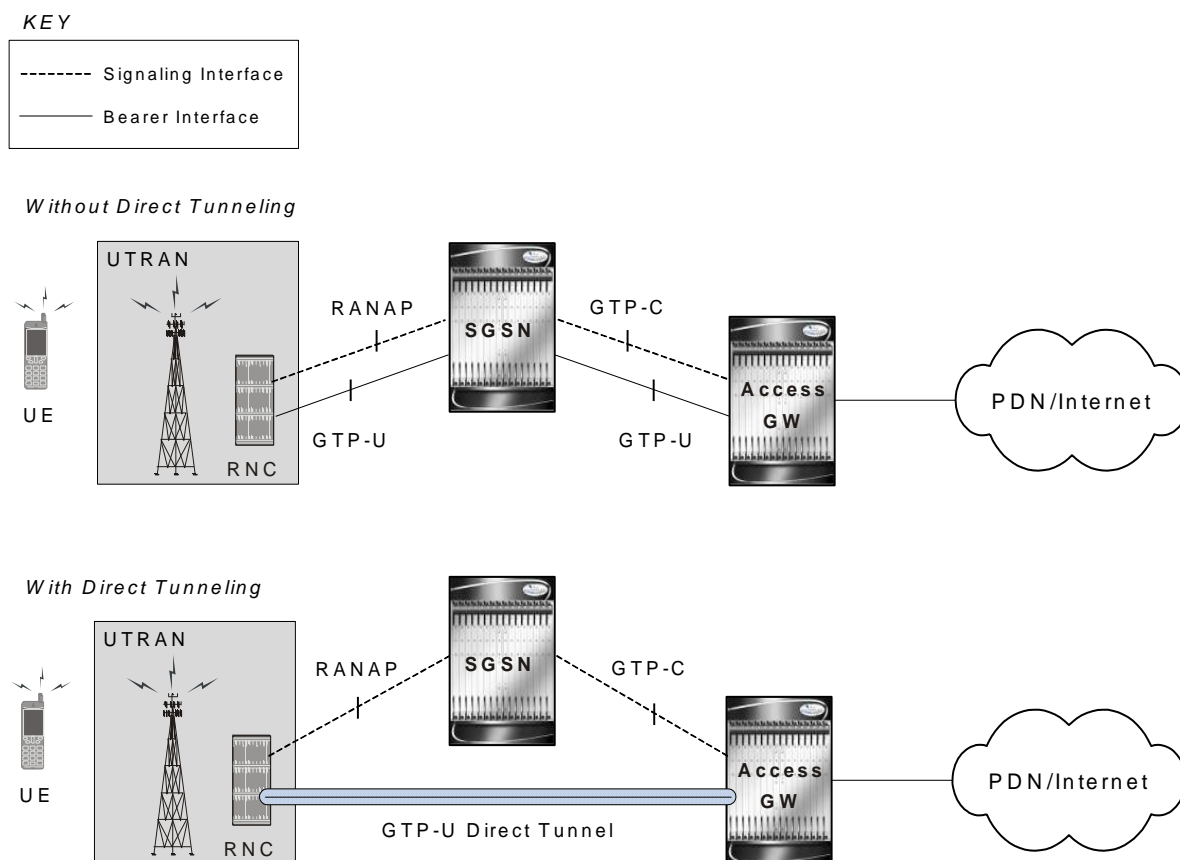 KEY
Signaling Interface
Bearer Interface
Without Direct Tunneling
UTRAN
RANAP
GTP-C
SGSN
Access
GW
PDN/Internet
UE
GTP-U
GTP-U
RNC
With Direct Tunneling
UTRAN
RANAP
SGSN
GTP-C
Access
GW
PDN/Internet
UE
GTP-U Direct Tunnel
RNC